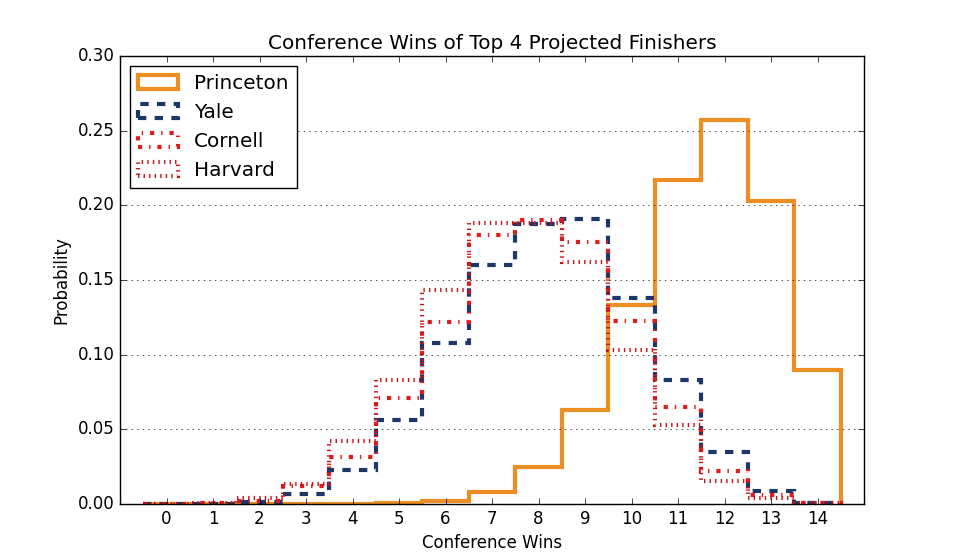 Conference Wins of Top 4 Projected Finishers
0.30
0.25
0.20
0.15
0.10
0.05
0.00
Probability
Princeton
Yale
Cornell
Harvard
0 1 2 3 4 5 6 7 8 9 10 11 12 13 14
Conference Wins